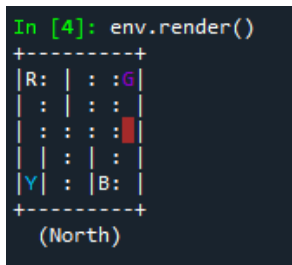 In [4]: env.render()
+---------+
|R: | : :G|
| : | : : |
| : : : : |
| | : | : |
|Y| : |B: |
+---------+
  (North)